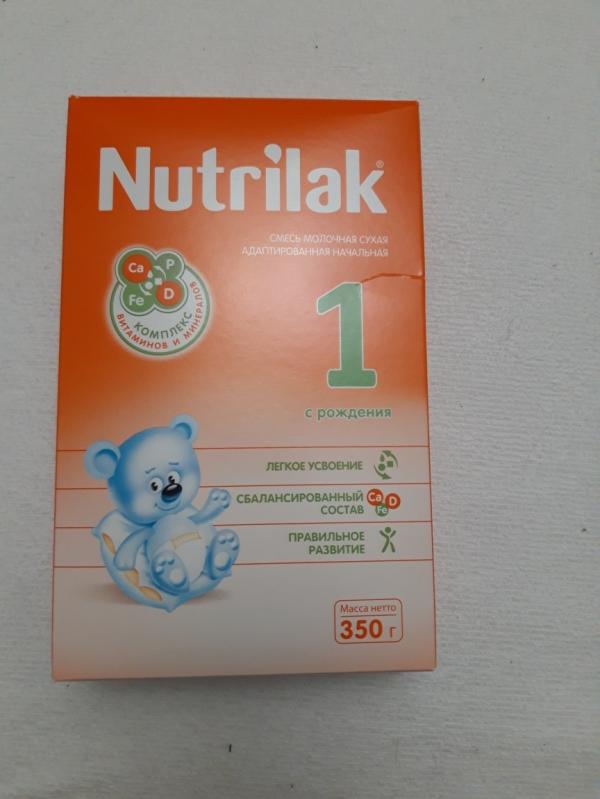 Nutrilak®
СМЕСЬ МОЛОЧНАЯ СУХАЯ
АДАПТИРОВАННАЯ НАЧАЛЬНАЯ
Ca P
Fe D
КОМПЛЕКС
ВИТАМИНОВ И МИНЕРАЛОВ
1
с рождения
ЛЕГКОЕ УСВОЕНИЕ
СБАЛАНСИРОВАННЫЙ
СОСТАВ
Ca D
Fe
ПРАВИЛЬНОЕ
РАЗВИТИЕ
Масса нетто
350 г